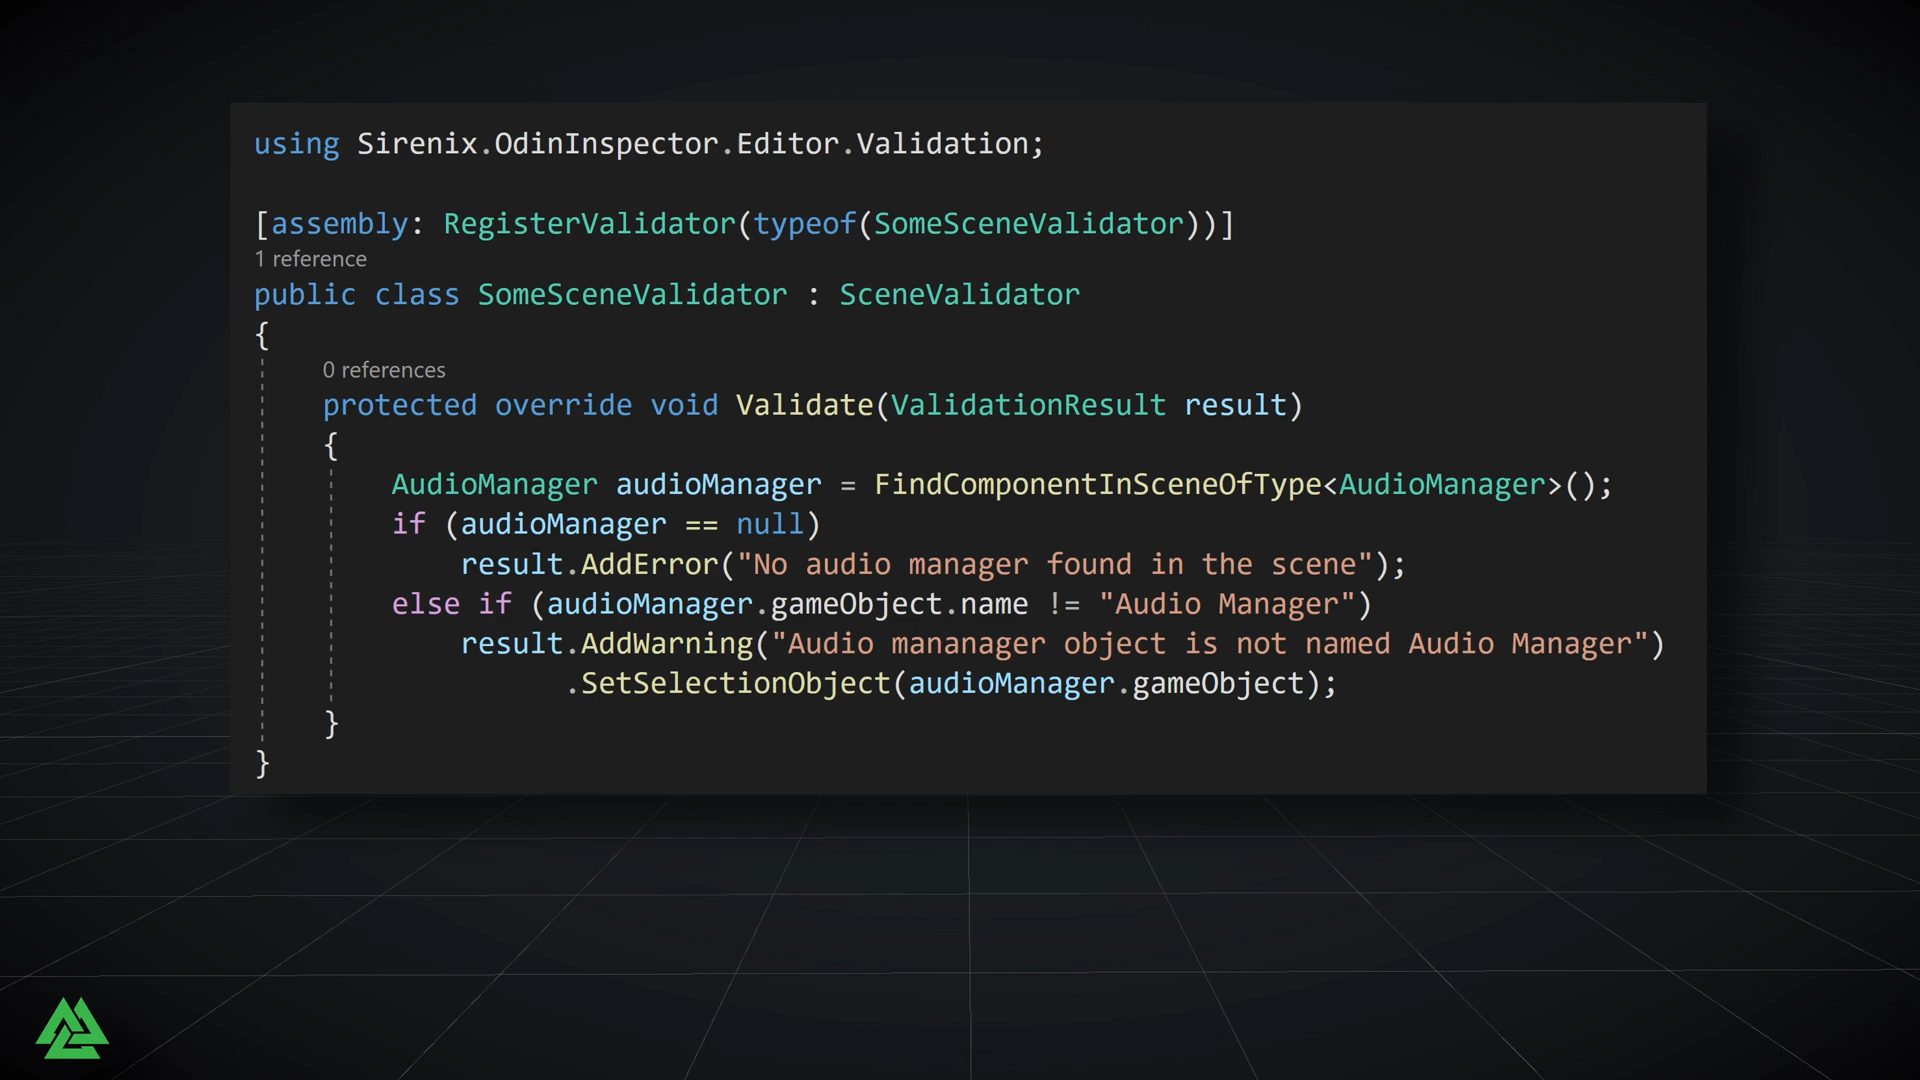 using Sirenix.OdinInspector.Editor.Validation;
[assembly: RegisterValidator(typeof(SomeSceneValidator))]
1 reference
public class SomeSceneValidator : SceneValidator
{
0 references
protected override void Validate(ValidationResult result)
{
AudioManager audioManager = FindComponentInSceneOfType<AudioManager>();
if (audioManager == null)
result.AddError("No audio manager found in the scene");
else if (audioManager.gameObject.name != "Audio Manager")
result.AddWarning("Audio mananager object is not named Audio Manager")
.SetSelectionObject(audioManager.gameObject);
}
}